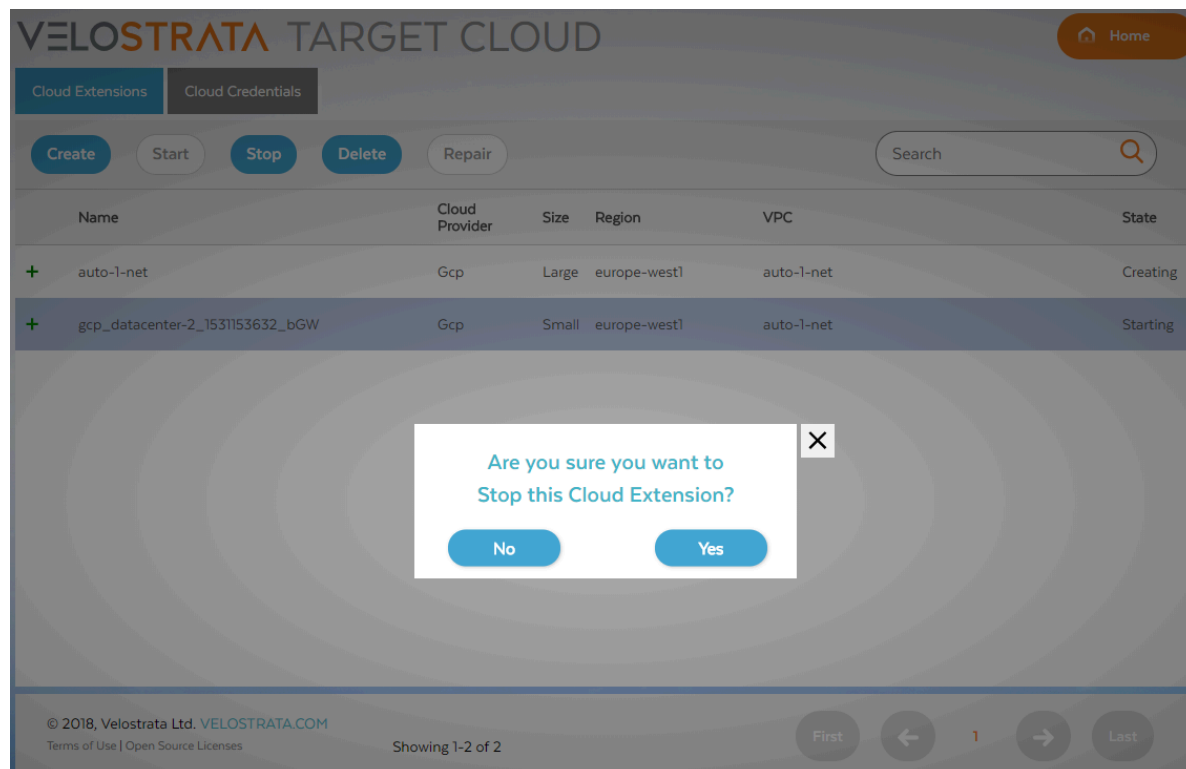 VELOSTRATA TARGET CLOUD
Home
Cloud Extensions Cloud Credentials
Create Start Stop Delete Repair Search
Name Cloud Provider Size Region VPC State
auto-1-net Gcp Large europe-west1 auto-1-net Creating
gcp_datacenter-2_1531153632_bGW Gcp Small europe-west1 auto-1-net Starting
Are you sure you want to
Stop this Cloud Extension?
No Yes
© 2018, Velostrata Ltd. VELOSTRATA.COM
Terms of Use | Open Source Licenses
Showing 1-2 of 2
First 1 Last